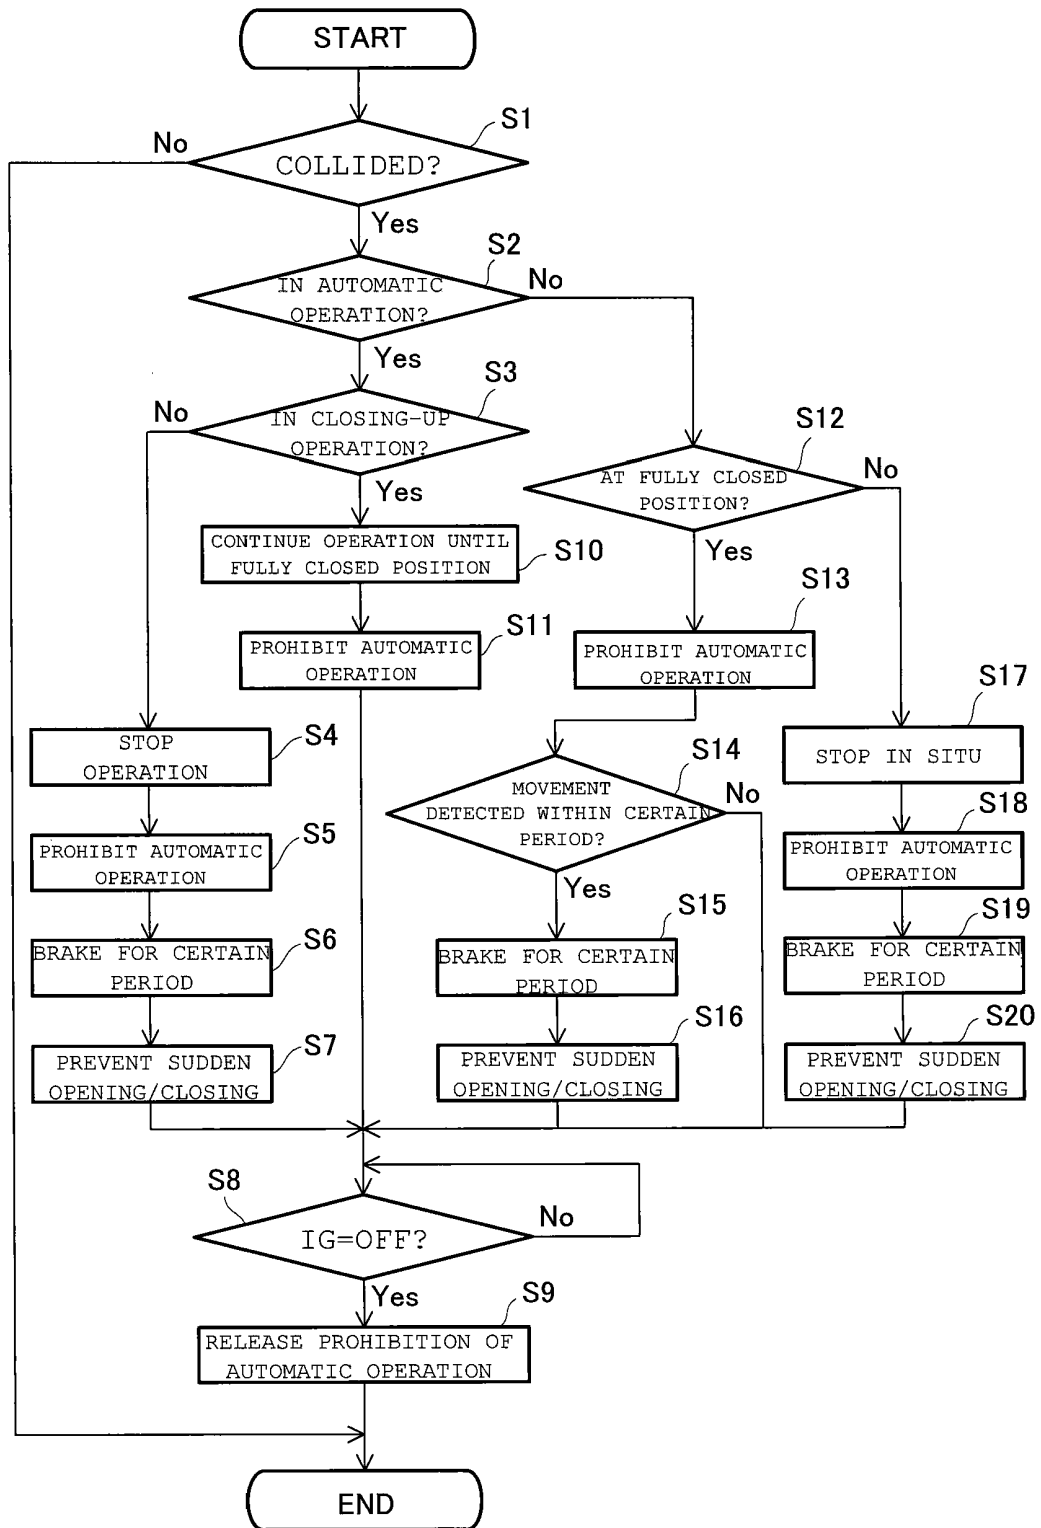 START
S1
No
COLLIDED?
Yes
S2
No
IN AUTOMATIC
OPERATION?
Yes
S3
No
IN CLOSING-UP
OPERATION?
Yes
S12
No
AT FULLY CLOSED
POSITION?
Yes
CONTINUE OPERATION UNTIL
FULLY CLOSED POSITION
S10
S11
PROHIBIT AUTOMATIC
OPERATION
S13
PROHIBIT AUTOMATIC
OPERATION
S17
STOP IN SITU
S4
STOP
OPERATION
S14
No
MOVEMENT
DETECTED WITHIN CERTAIN
PERIOD?
Yes
S5
PROHIBIT AUTOMATIC
OPERATION
S18
PROHIBIT AUTOMATIC
OPERATION
S6
BRAKE FOR CERTAIN
PERIOD
S15
BRAKE FOR CERTAIN
PERIOD
S19
BRAKE FOR CERTAIN
PERIOD
S7
PREVENT SUDDEN
OPENING/CLOSING
S16
PREVENT SUDDEN
OPENING/CLOSING
S20
PREVENT SUDDEN
OPENING/CLOSING
S8
No
IG=OFF?
Yes
S9
RELEASE PROHIBITION OF
AUTOMATIC OPERATION
END